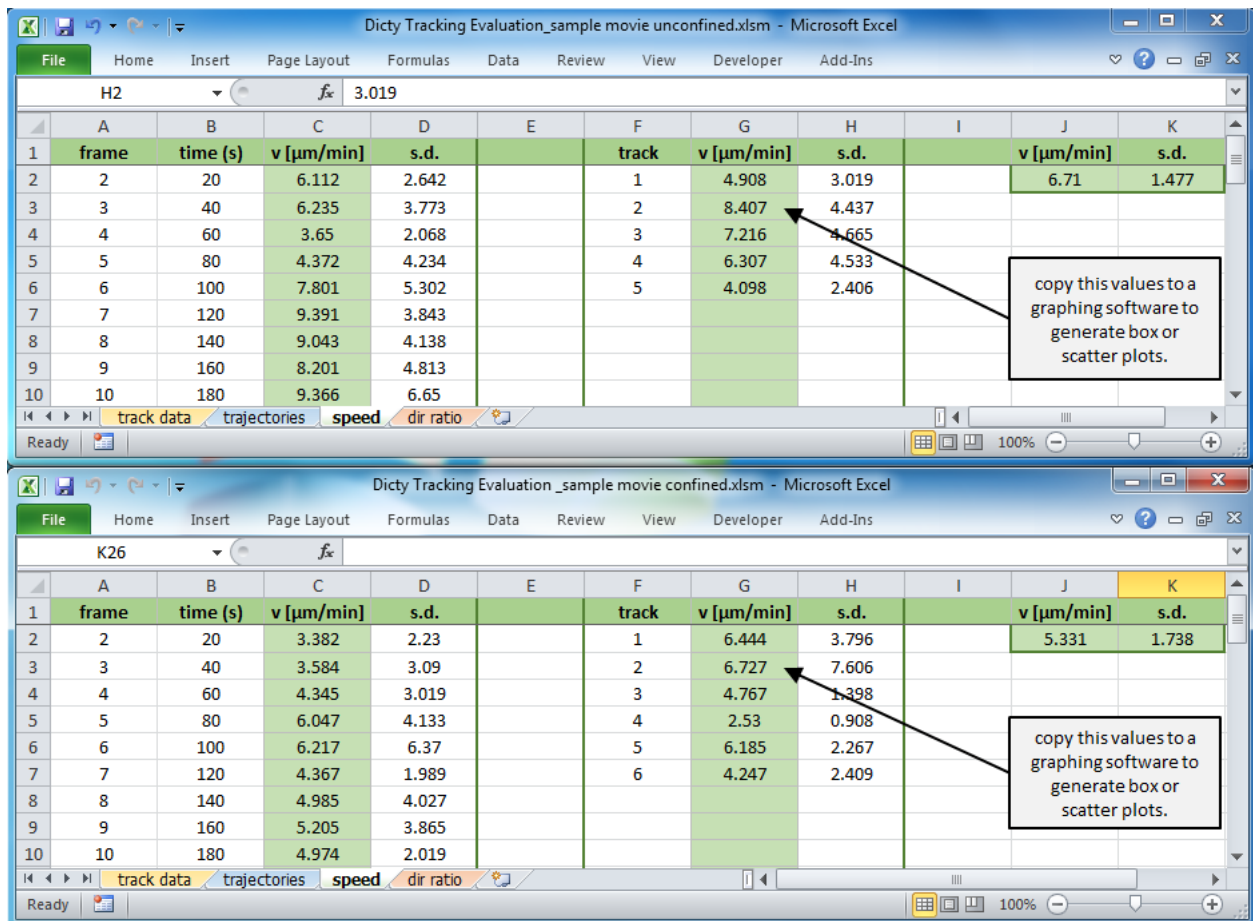 Dicty Tracking Evaluation_sample movie unconfined.xlsm - Microsoft Excel
File Home Insert Page Layout Formulas Data Review View Developer Add-Ins
H2 fx 3.019
A B C D E F G H I J K
1 frame time (s) v [µm/min] s.d. track v [µm/min] s.d. v [µm/min] s.d.
2 2 20 6.112 2.642 1 4.908 3.019 6.71 1.477
3 3 40 6.235 3.773 2 8.407 4.437
4 4 60 3.65 2.068 3 7.216 4.665
5 5 80 4.372 4.234 4 6.307 4.533
6 6 100 7.801 5.302 5 4.098 2.406
7 7 120 9.391 3.843
8 8 140 9.043 4.138
9 9 160 8.201 4.813
10 10 180 9.366 6.65
copy this values to a
graphing software to
generate box or
scatter plots.
track data trajectories speed dir ratio
Ready 100%
Dicty Tracking Evaluation _sample movie confined.xlsm - Microsoft Excel
File Home Insert Page Layout Formulas Data Review View Developer Add-Ins
K26 fx
A B C D E F G H I J K
1 frame time (s) v [µm/min] s.d. track v [µm/min] s.d. v [µm/min] s.d.
2 2 20 3.382 2.23 1 6.444 3.796 5.331 1.738
3 3 40 3.584 3.09 2 6.727 7.606
4 4 60 4.345 3.019 3 4.767 1.398
5 5 80 6.047 4.133 4 2.53 0.908
6 6 100 6.217 6.37 5 6.185 2.267
7 7 120 4.367 1.989 6 4.247 2.409
8 8 140 4.985 4.027
9 9 160 5.205 3.865
10 10 180 4.974 2.019
copy this values to a
graphing software to
generate box or
scatter plots.
track data trajectories speed dir ratio
Ready 100%